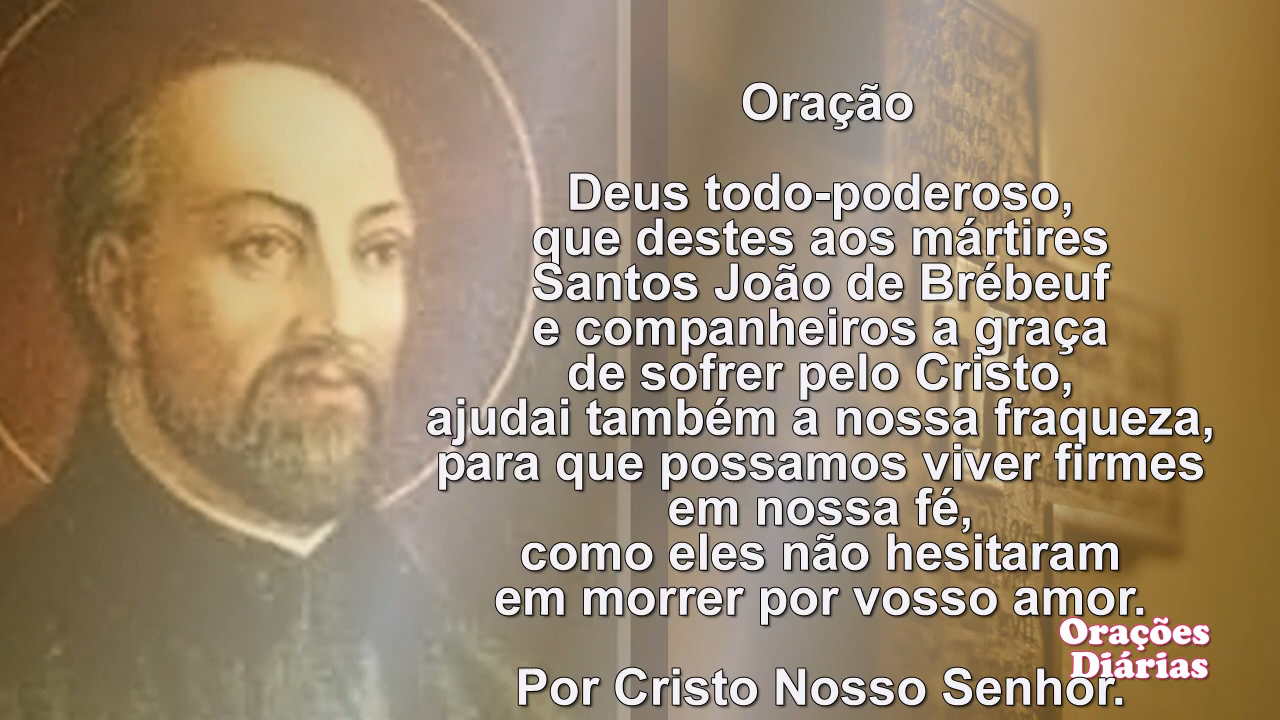 Oração
Deus todo-poderoso,
que destes aos mártires
Santos João de Brébeuf
e companheiros a graça
de sofrer pelo Cristo,
ajudai também a nossa fraqueza,
para que possamos viver firmes
em nossa fé,
como eles não hesitaram
em morrer por vosso amor.
Por Cristo Nosso Senhor.
Orações
Diárias